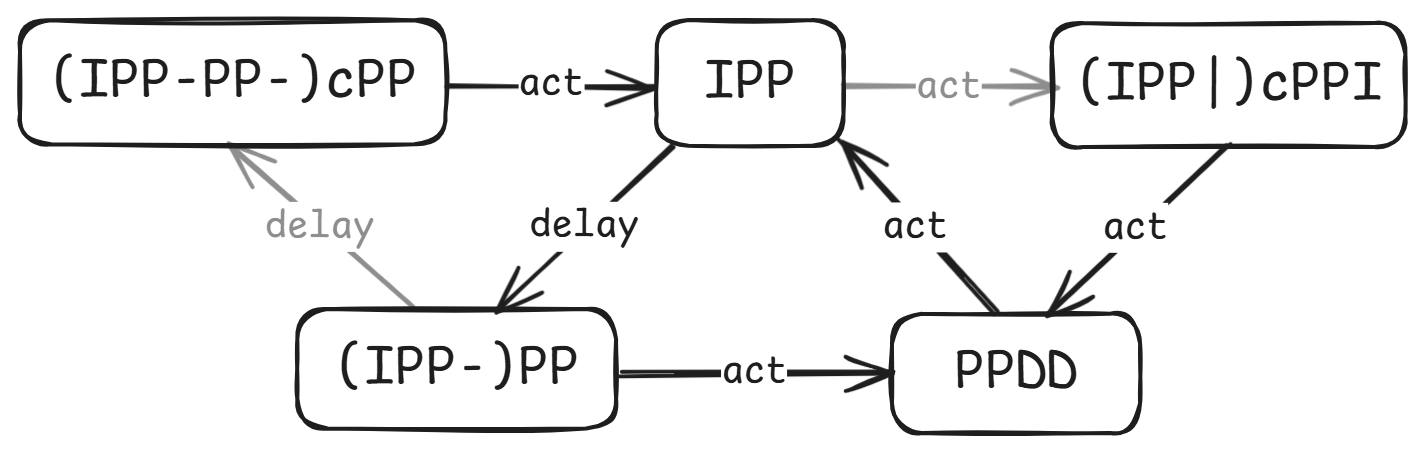 (IPP-PP-)cPP
act
IPP
act
(IPP|)cPPI
delay
delay
act
act
(IPP-)PP
act
PPDD